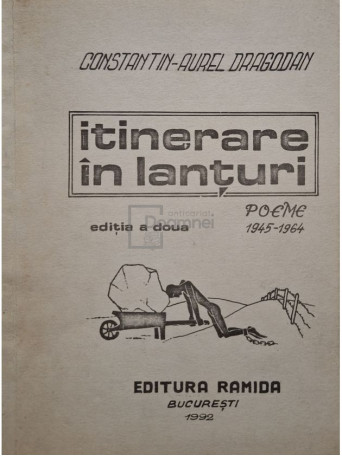 CONSTANTIN-AUREL DRAGODAN
itinerare
în lanțuri
POEME
ediția a doua
1945-1964
EDITURA RAMIDA
BUCUREȘTI
1992